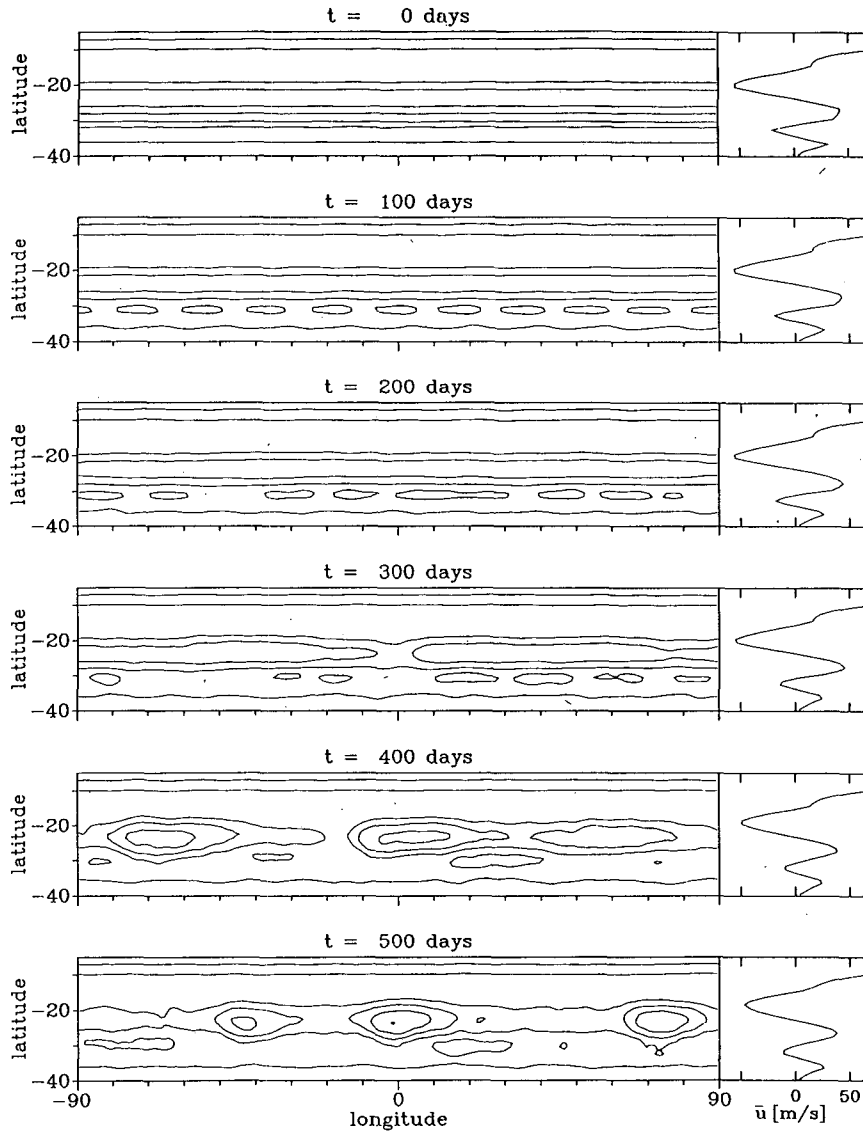 t = 0 days
latitude
-20
-40
t = 100 days
latitude
-20
-40
t = 200 days
latitude
-20
-40
t = 300 days
latitude
-20
-40
t = 400 days
latitude
-20
-40
t = 500 days
latitude
-20
-40
-90 0 90 0 50
longitude ū [m/s]